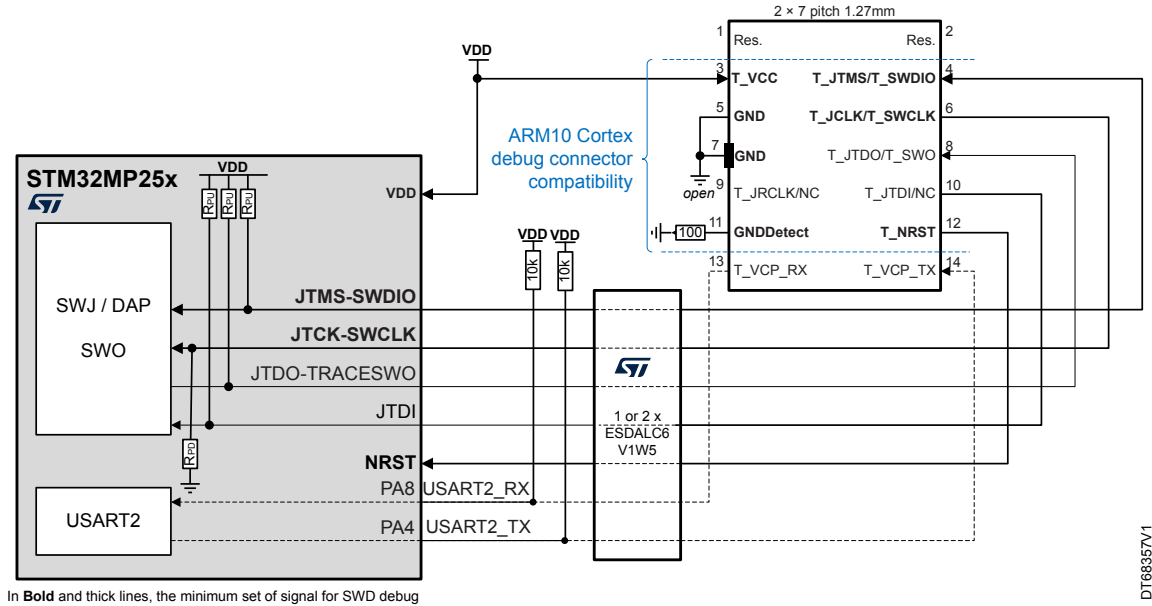 2 × 7 pitch 1.27mm
1
Res.
Res.
2
VDD
3
T_VCC
T_JTMS/T_SWDIO
4
5
GND
T_JCLK/T_SWCLK
6
ARM10 Cortex
debug connector
compatibility
7
GND
T_JTDO/T_SWO
8
open
9
T_JRCLK/NC
T_JTDI/NC
10
100
11
GNDDetect
T_NRST
12
13
T_VCP_RX
T_VCP_TX
14
STM32MP25x
ST
VDD
VDD
RPU
RPU
RPU
VDD
VDD
10k
10k
SWJ / DAP
SWO
JTMS-SWDIO
JTCK-SWCLK
JTDO-TRACESWO
JTDI
RPD
NRST
ST
1 or 2 x
ESDALC6
V1W5
PA8
USART2_RX
USART2
PA4
USART2_TX
In Bold and thick lines, the minimum set of signal for SWD debug
DT68357V1